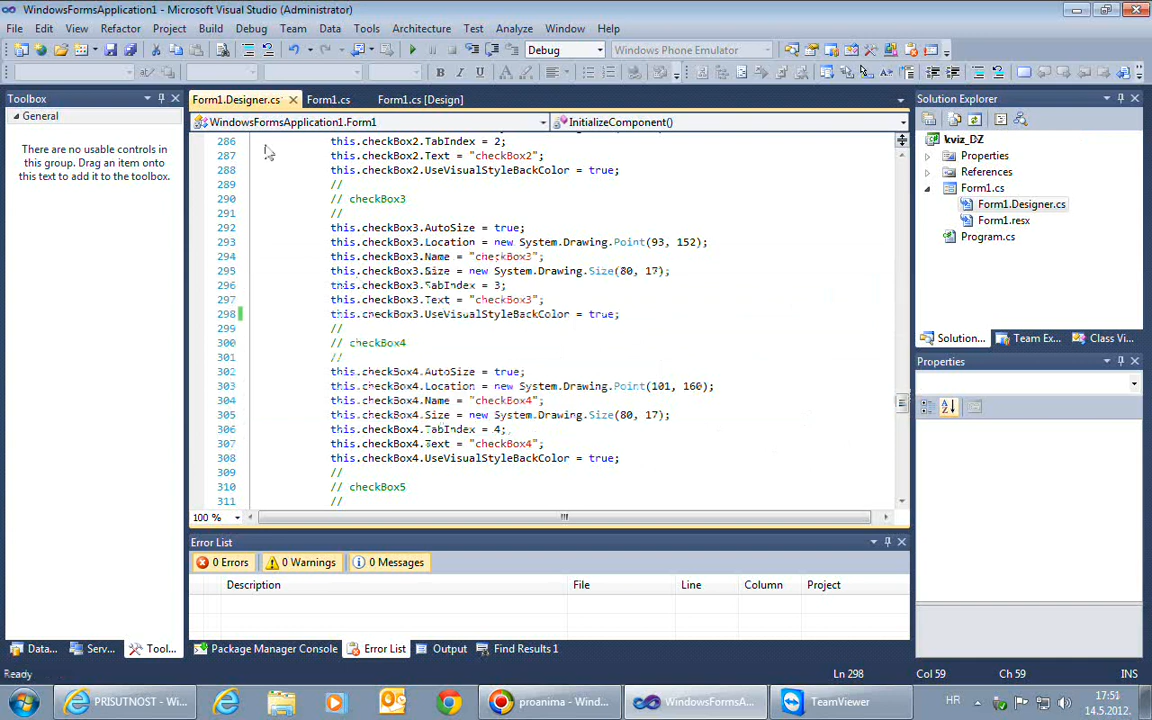 WindowsFormsApplication1 - Microsoft Visual Studio (Administrator)
File Edit View Refactor Project Build Debug Team Data Tools Architecture Test Analyze Window Help
Debug Windows Phone Emulator
Toolbox
General
There are no usable controls in
this group. Drag an item onto
this text to add it to the toolbox.
Form1.Designer.cs Form1.cs Form1.cs [Design]
WindowsFormsApplication1.Form1 InitializeComponent()
286 this.checkBox2.TabIndex = 2;
287 this.checkBox2.Text = "checkBox2";
288 this.checkBox2.UseVisualStyleBackColor = true;
289 //
290 // checkBox3
291 //
292 this.checkBox3.AutoSize = true;
293 this.checkBox3.Location = new System.Drawing.Point(93, 152);
294 this.checkBox3.Name = "checkBox3";
295 this.checkBox3.Size = new System.Drawing.Size(80, 17);
296 this.checkBox3.TabIndex = 3;
297 this.checkBox3.Text = "checkBox3";
298 this.checkBox3.UseVisualStyleBackColor = true;
299 //
300 // checkBox4
301 //
302 this.checkBox4.AutoSize = true;
303 this.checkBox4.Location = new System.Drawing.Point(101, 160);
304 this.checkBox4.Name = "checkBox4";
305 this.checkBox4.Size = new System.Drawing.Size(80, 17);
306 this.checkBox4.TabIndex = 4;
307 this.checkBox4.Text = "checkBox4";
308 this.checkBox4.UseVisualStyleBackColor = true;
309 //
310 // checkBox5
311 //
100 %
Solution Explorer
kviz_DZ
Properties
References
Form1.cs
Form1.Designer.cs
Form1.resx
Program.cs
Solution... Team Ex... Class Vi...
Properties
Error List
0 Errors 0 Warnings 0 Messages
Description File Line Column Project
Data... Serv... Tool... Package Manager Console Error List Output Find Results 1
Ready Ln 298 Col 59 Ch 59 INS
PRISUTNOST - Wi... proanima - Wind... WindowsFormsA... TeamViewer HR 17:51
14.5.2012.